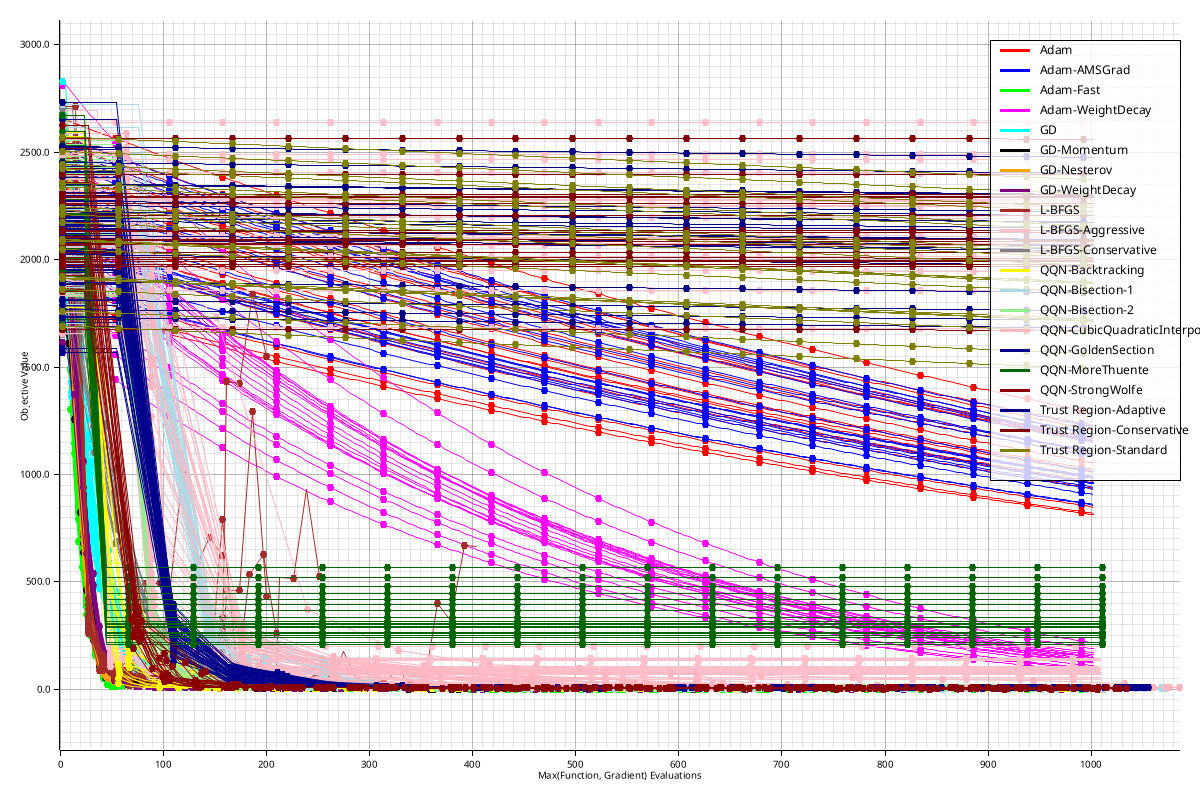 3000.0
2500.0
2000.0
1500.0
1000.0
500.0
0.0
Objective Value
0 100 200 300 400 500 600 700 800 900 1000
Max(Function, Gradient) Evaluations
Adam
Adam-AMSGrad
Adam-Fast
Adam-WeightDecay
GD
GD-Momentum
GD-Nesterov
GD-WeightDecay
L-BFGS
L-BFGS-Aggressive
L-BFGS-Conservative
QQN-Backtracking
QQN-Bisection-1
QQN-Bisection-2
QQN-CubicQuadraticInterpo
QQN-GoldenSection
QQN-MoreThuente
QQN-StrongWolfe
Trust Region-Adaptive
Trust Region-Conservative
Trust Region-Standard